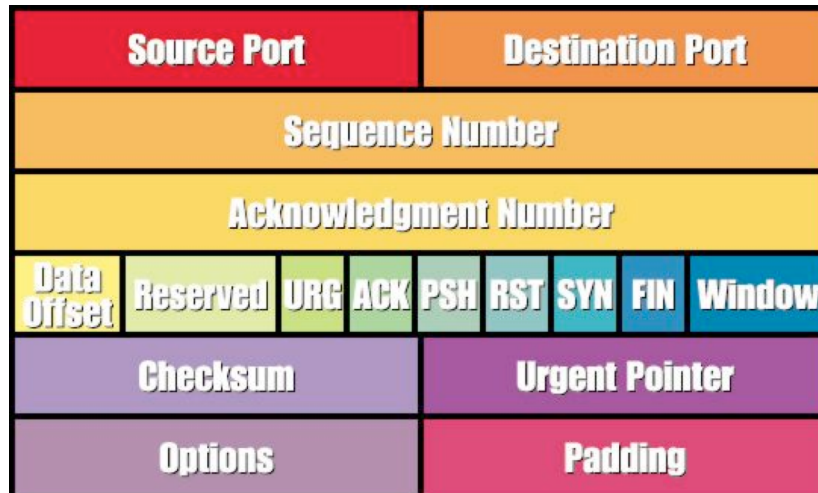 Source Port Destination Port
Sequence Number
Acknowledgment Number
Data Offset Reserved URG ACK PSH RST SYN FIN Window
Checksum Urgent Pointer
Options Padding